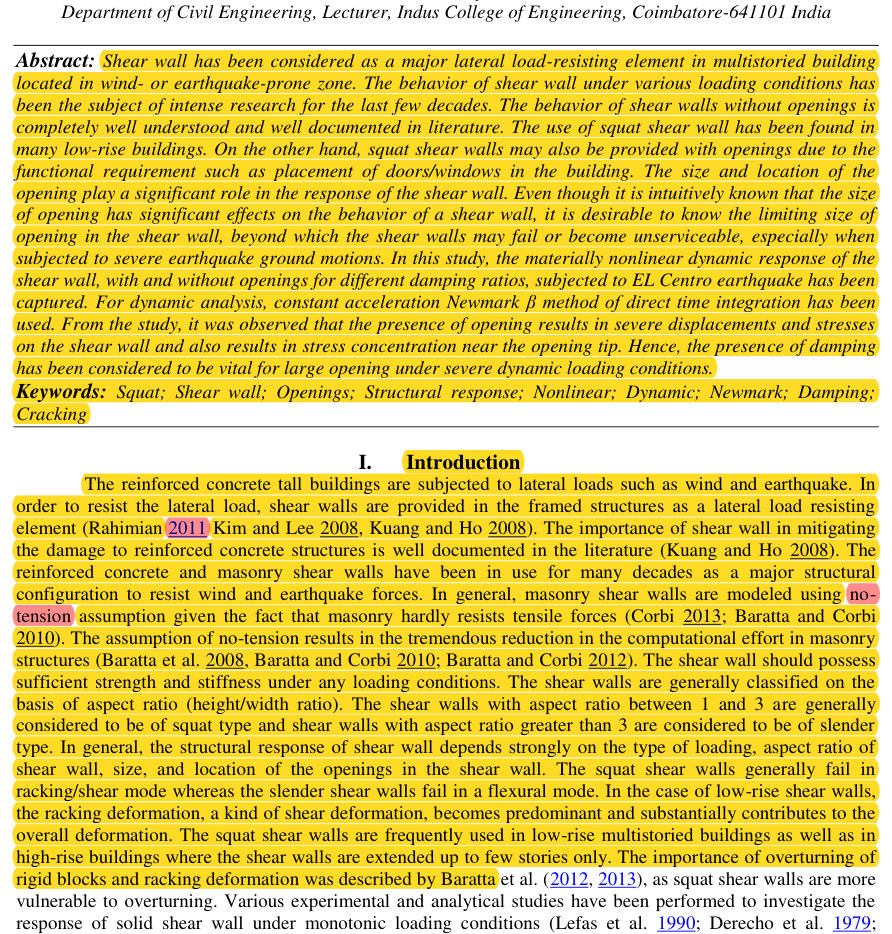 Department of Civil Engineering, Lecturer, Indus College of Engineering, Coimbatore-641101 India
Abstract: Shear wall has been considered as a major lateral load-resisting element in multistoried building
located in wind- or earthquake-prone zone. The behavior of shear wall under various loading conditions has
been the subject of intense research for the last few decades. The behavior of shear walls without openings is
completely well understood and well documented in literature. The use of squat shear wall has been found in
many low-rise buildings. On the other hand, squat shear walls may also be provided with openings due to the
functional requirement such as placement of doors/windows in the building. The size and location of the
opening play a significant role in the response of the shear wall. Even though it is intuitively known that the size
of opening has significant effects on the behavior of a shear wall, it is desirable to know the limiting size of
opening in the shear wall, beyond which the shear walls may fail or become unserviceable, especially when
subjected to severe earthquake ground motions. In this study, the materially nonlinear dynamic response of the
shear wall, with and without openings for different damping ratios, subjected to EL Centro earthquake has been
captured. For dynamic analysis, constant acceleration Newmark β method of direct time integration has been
used. From the study, it was observed that the presence of opening results in severe displacements and stresses
on the shear wall and also results in stress concentration near the opening tip. Hence, the presence of damping
has been considered to be vital for large opening under severe dynamic loading conditions.
Keywords: Squat; Shear wall; Openings; Structural response; Nonlinear; Dynamic; Newmark; Damping;
Cracking
I. Introduction
The reinforced concrete tall buildings are subjected to lateral loads such as wind and earthquake. In
order to resist the lateral load, shear walls are provided in the framed structures as a lateral load resisting
element (Rahimian 2011 Kim and Lee 2008, Kuang and Ho 2008). The importance of shear wall in mitigating
the damage to reinforced concrete structures is well documented in the literature (Kuang and Ho 2008). The
reinforced concrete and masonry shear walls have been in use for many decades as a major structural
configuration to resist wind and earthquake forces. In general, masonry shear walls are modeled using no-
tension assumption given the fact that masonry hardly resists tensile forces (Corbi 2013; Baratta and Corbi
2010). The assumption of no-tension results in the tremendous reduction in the computational effort in masonry
structures (Baratta et al. 2008, Baratta and Corbi 2010; Baratta and Corbi 2012). The shear wall should possess
sufficient strength and stiffness under any loading conditions. The shear walls are generally classified on the
basis of aspect ratio (height/width ratio). The shear walls with aspect ratio between 1 and 3 are generally
considered to be of squat type and shear walls with aspect ratio greater than 3 are considered to be of slender
type. In general, the structural response of shear wall depends strongly on the type of loading, aspect ratio of
shear wall, size, and location of the openings in the shear wall. The squat shear walls generally fail in
racking/shear mode whereas the slender shear walls fail in a flexural mode. In the case of low-rise shear walls,
the racking deformation, a kind of shear deformation, becomes predominant and substantially contributes to the
overall deformation. The squat shear walls are frequently used in low-rise multistoried buildings as well as in
high-rise buildings where the shear walls are extended up to few stories only. The importance of overturning of
rigid blocks and racking deformation was described by Baratta et al. (2012, 2013), as squat shear walls are more
vulnerable to overturning. Various experimental and analytical studies have been performed to investigate the
response of solid shear wall under monotonic loading conditions (Lefas et al. 1990; Derecho et al. 1979;